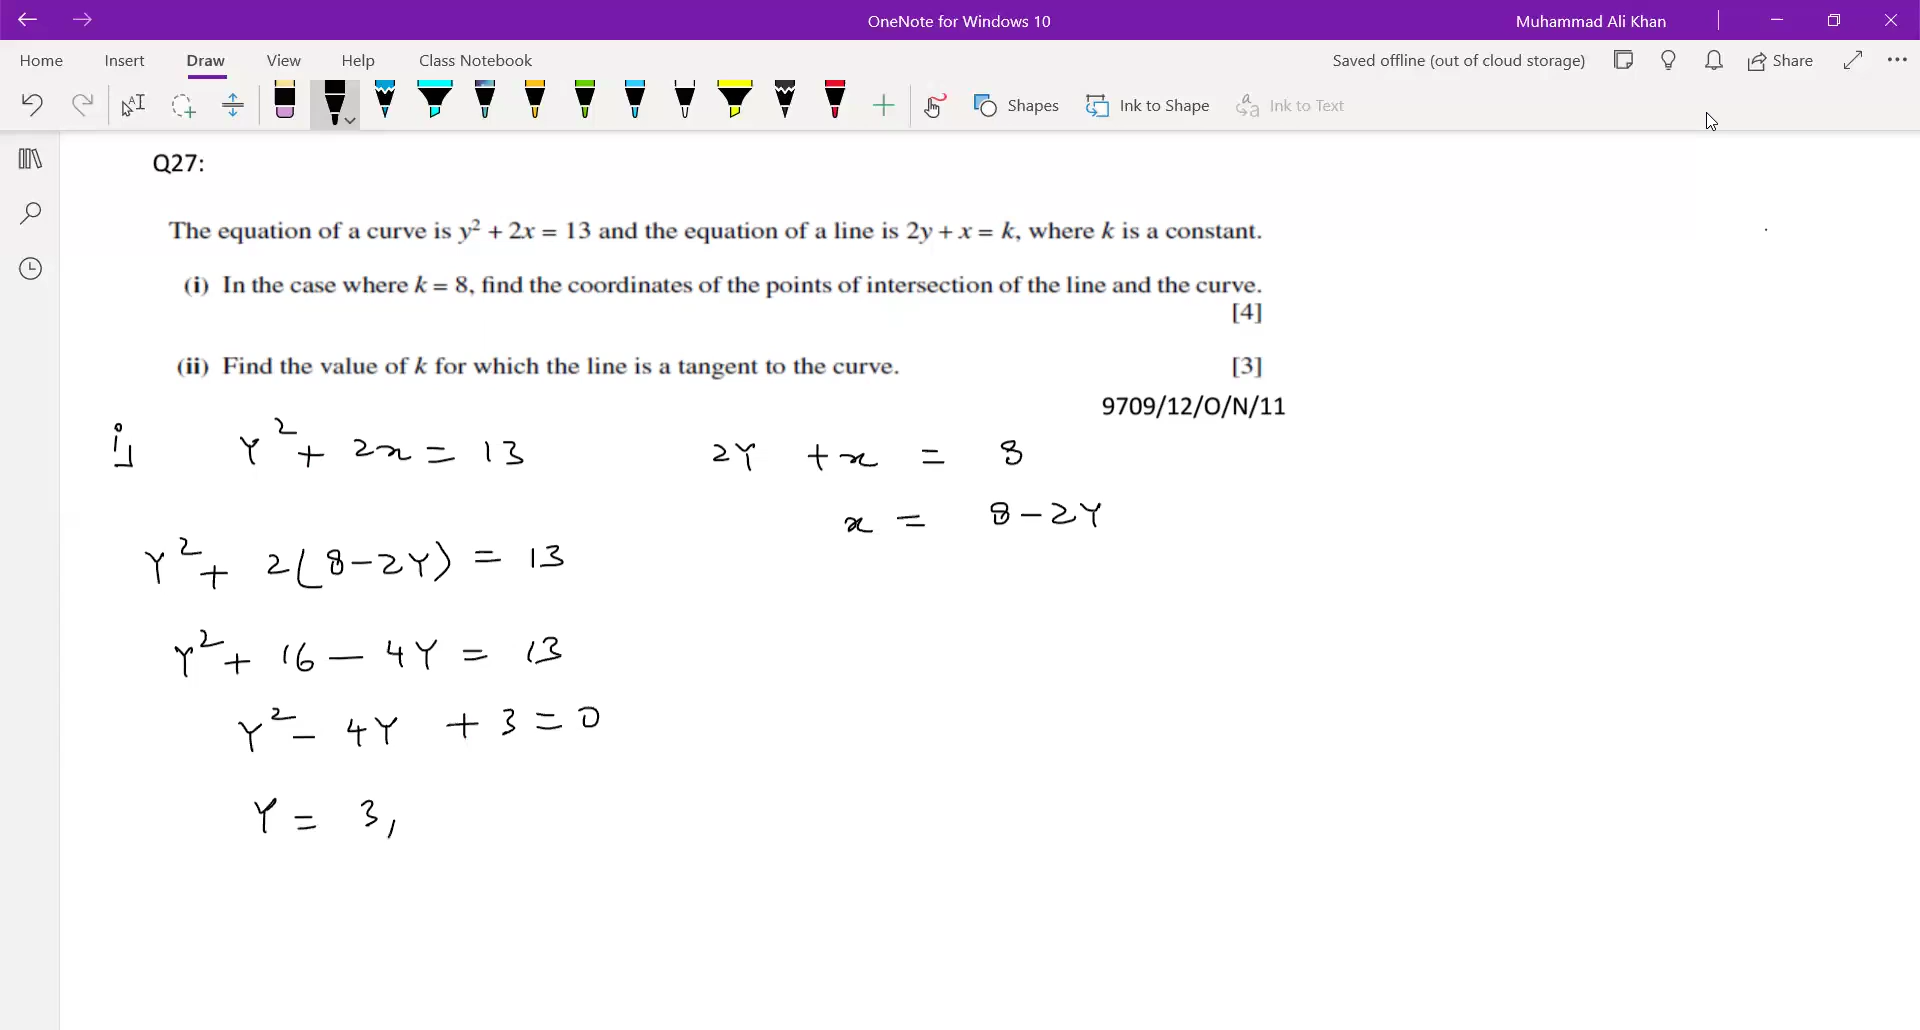 OneNote for Windows 10
Muhammad Ali Khan
Home Insert Draw View Help Class Notebook
Saved offline (out of cloud storage)
Share
Shapes Ink to Shape Ink to Text
Q27:
The equation of a curve is y² + 2x = 13 and the equation of a line is 2y + x = k, where k is a constant.
(i) In the case where k = 8, find the coordinates of the points of intersection of the line and the curve.
[4]
(ii) Find the value of k for which the line is a tangent to the curve. [3]
9709/12/O/N/11
i Y² + 2x = 13 2Y + x = 8
x = 8 - 2Y
Y² + 2(8-2Y) = 13
Y² + 16 - 4Y = 13
Y² - 4Y + 3 = 0
Y = 3,